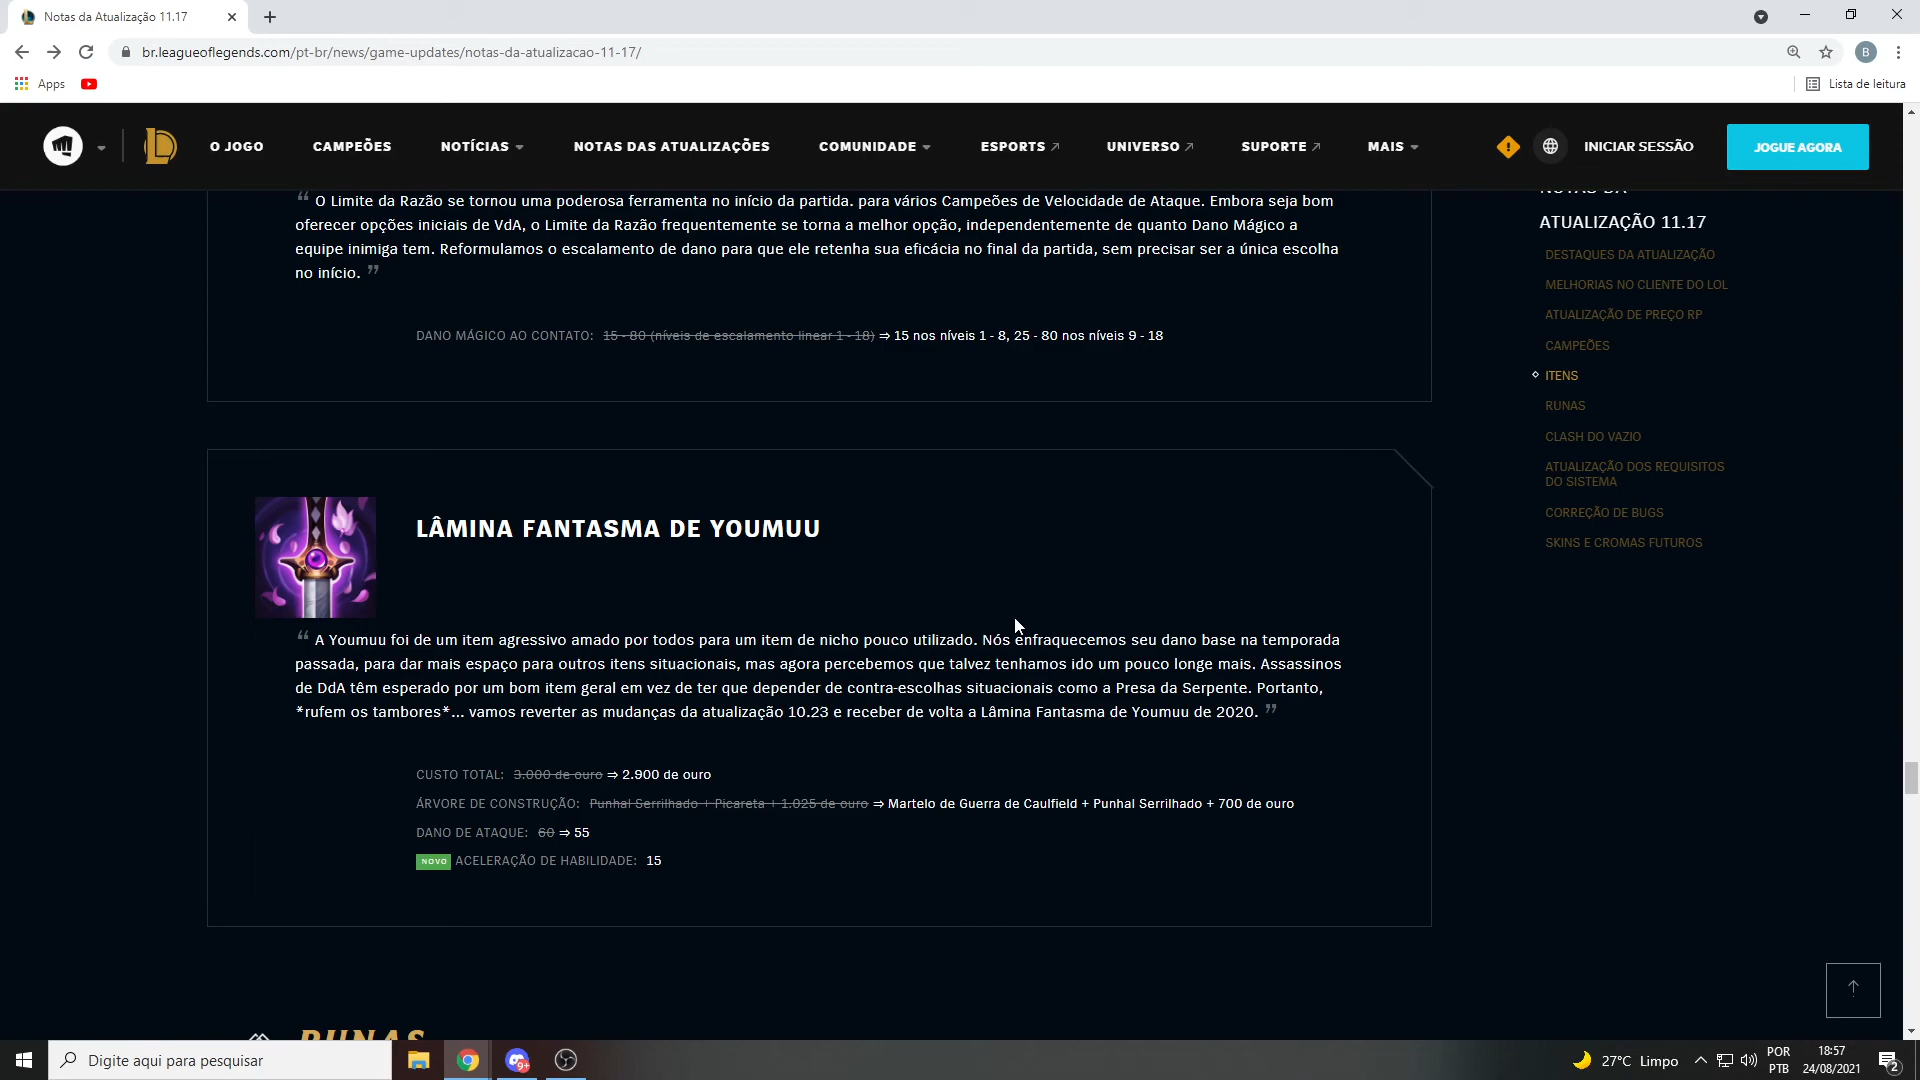 Notas da Atualização 11.17
br.leagueoflegends.com/pt-br/news/game-updates/notas-da-atualizacao-11-17/
B
Apps
Lista de leitura
O JOGO
CAMPEÕES
NOTÍCIAS
NOTAS DAS ATUALIZAÇÕES
COMUNIDADE
ESPORTS
UNIVERSO
SUPORTE
MAIS
INICIAR SESSÃO
JOGUE AGORA
“ O Limite da Razão se tornou uma poderosa ferramenta no início da partida. para vários Campeões de Velocidade de Ataque. Embora seja bom
oferecer opções iniciais de VdA, o Limite da Razão frequentemente se torna a melhor opção, independentemente de quanto Dano Mágico a
equipe inimiga tem. Reformulamos o escalamento de dano para que ele retenha sua eficácia no final da partida, sem precisar ser a única escolha
no início. ”
DANO MÁGICO AO CONTATO: 15 - 80 (níveis de escalamento linear 1 - 18) ⇒ 15 nos níveis 1 - 8, 25 - 80 nos níveis 9 - 18
LÂMINA FANTASMA DE YOUMUU
“ A Youmuu foi de um item agressivo amado por todos para um item de nicho pouco utilizado. Nós enfraquecemos seu dano base na temporada
passada, para dar mais espaço para outros itens situacionais, mas agora percebemos que talvez tenhamos ido um pouco longe mais. Assassinos
de DdA têm esperado por um bom item geral em vez de ter que depender de contra-escolhas situacionais como a Presa da Serpente. Portanto,
*rufem os tambores*... vamos reverter as mudanças da atualização 10.23 e receber de volta a Lâmina Fantasma de Youmuu de 2020. ”
CUSTO TOTAL: 3.000 de ouro ⇒ 2.900 de ouro
ÁRVORE DE CONSTRUÇÃO: Punhal Serrilhado + Picareta + 1.025 de ouro ⇒ Martelo de Guerra de Caulfield + Punhal Serrilhado + 700 de ouro
DANO DE ATAQUE: 60 ⇒ 55
NOVO ACELERAÇÃO DE HABILIDADE: 15
RUNAS
NOTAS DA
ATUALIZAÇÃO 11.17
DESTAQUES DA ATUALIZAÇÃO
MELHORIAS NO CLIENTE DO LOL
ATUALIZAÇÃO DE PREÇO RP
CAMPEÕES
ITENS
RUNAS
CLASH DO VAZIO
ATUALIZAÇÃO DOS REQUISITOS
DO SISTEMA
CORREÇÃO DE BUGS
SKINS E CROMAS FUTUROS
Digite aqui para pesquisar
9+
27°C Limpo
POR
PTB
18:57
24/08/2021
2